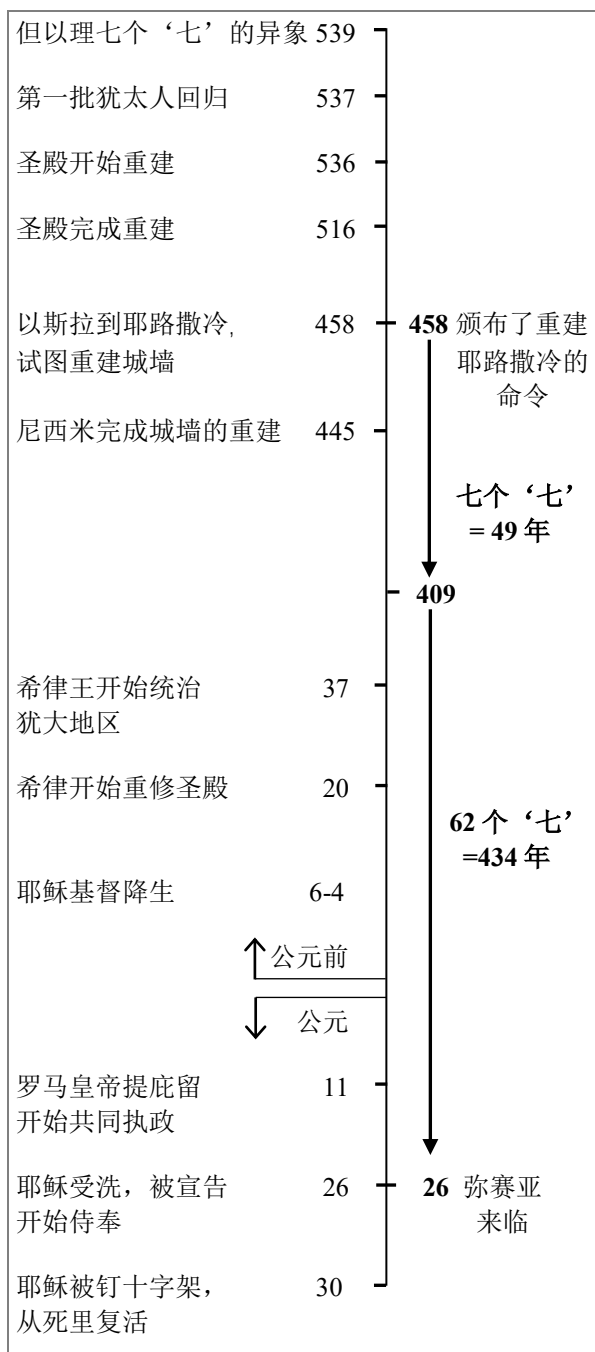 但以理七个‘七’的异象 539
第一批犹太人回归 537
圣殿开始重建 536
圣殿完成重建 516
以斯拉到耶路撒冷, 458
试图重建城墙
458 颁布了重建
耶路撒冷的
命令
尼西米完成城墙的重建 445
七个‘七’
= 49 年
409
希律王开始统治 37
犹大地区
希律开始重修圣殿 20
62 个‘七’
=434 年
耶稣基督降生 6-4
公元前
公元
罗马皇帝提庇留 11
开始共同执政
耶稣受洗，被宣告 26
开始侍奉
26 弥赛亚
来临
耶稣被钉十字架， 30
从死里复活